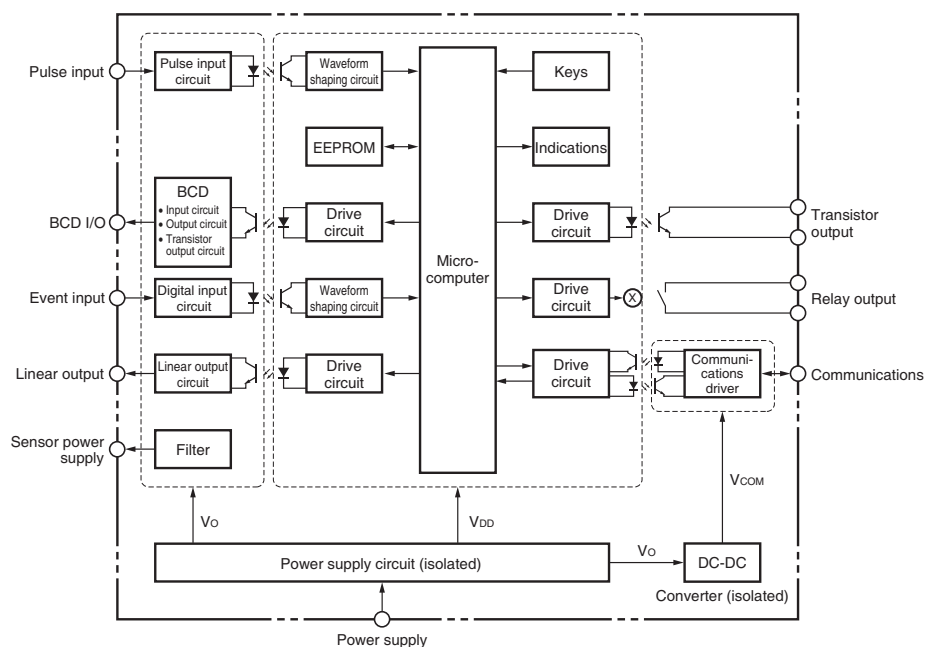 Pulse input
Pulse input
circuit
Waveform
shaping circuit
Keys
EEPROM
Indications
BCD I/O
BCD
• Input circuit
• Output circuit
• Transistor
output circuit
Drive
circuit
Micro-
computer
Drive
circuit
Transistor
output
Event input
Digital input
circuit
Waveform
shaping circuit
Drive
circuit
X
Relay output
Linear output
Linear output
circuit
Drive
circuit
Drive
circuit
Communi-
cations
driver
Communications
Sensor power
supply
Filter
VO
VDD
VCOM
Power supply circuit (isolated)
VO
DC-DC
Converter (isolated)
Power supply